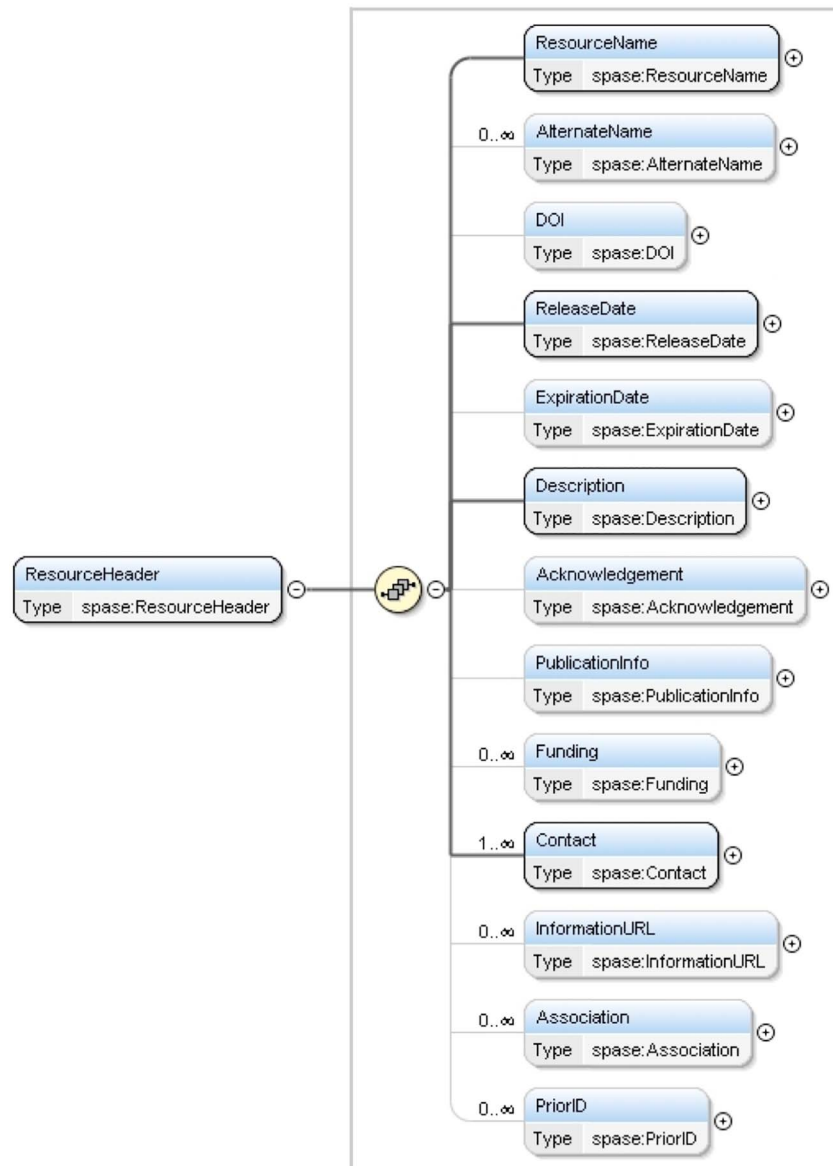 ResourceName
Type spase:ResourceName
0..∞ AlternateName
Type spase:AlternateName
DOI
Type spase:DOI
ReleaseDate
Type spase:ReleaseDate
ExpirationDate
Type spase:ExpirationDate
Description
Type spase:Description
ResourceHeader
Type spase:ResourceHeader
Acknowledgement
Type spase:Acknowledgement
PublicationInfo
Type spase:PublicationInfo
0..∞ Funding
Type spase:Funding
1..∞ Contact
Type spase:Contact
0..∞ InformationURL
Type spase:InformationURL
0..∞ Association
Type spase:Association
0..∞ PriorID
Type spase:PriorID